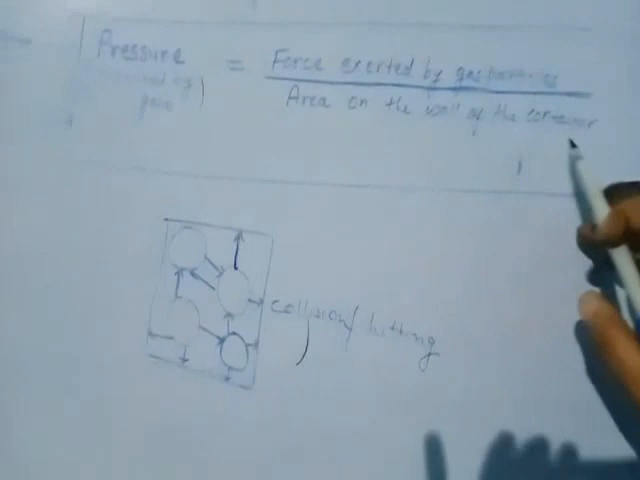 Pressure = Force exerted by gas
Area on the wall of the container
collision/hitting